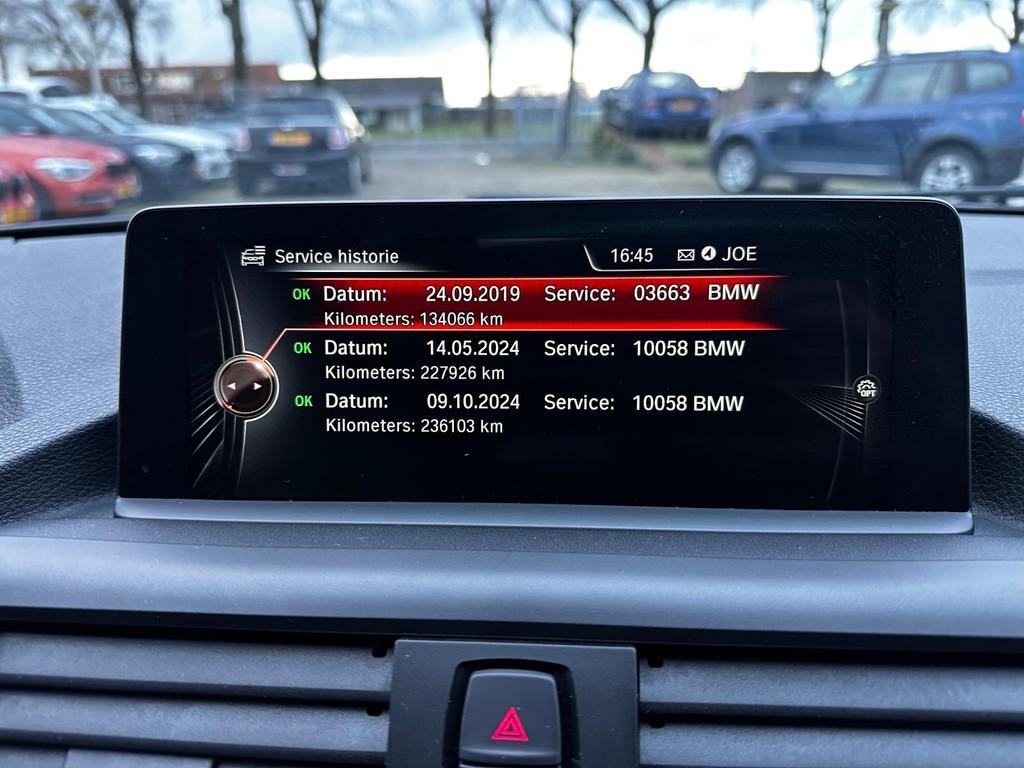 Service historie
16:45 JOE
OK Datum: 24.09.2019 Service: 03663 BMW
Kilometers: 134066 km
OK Datum: 14.05.2024 Service: 10058 BMW
Kilometers: 227926 km
OK Datum: 09.10.2024 Service: 10058 BMW
Kilometers: 236103 km
OPT